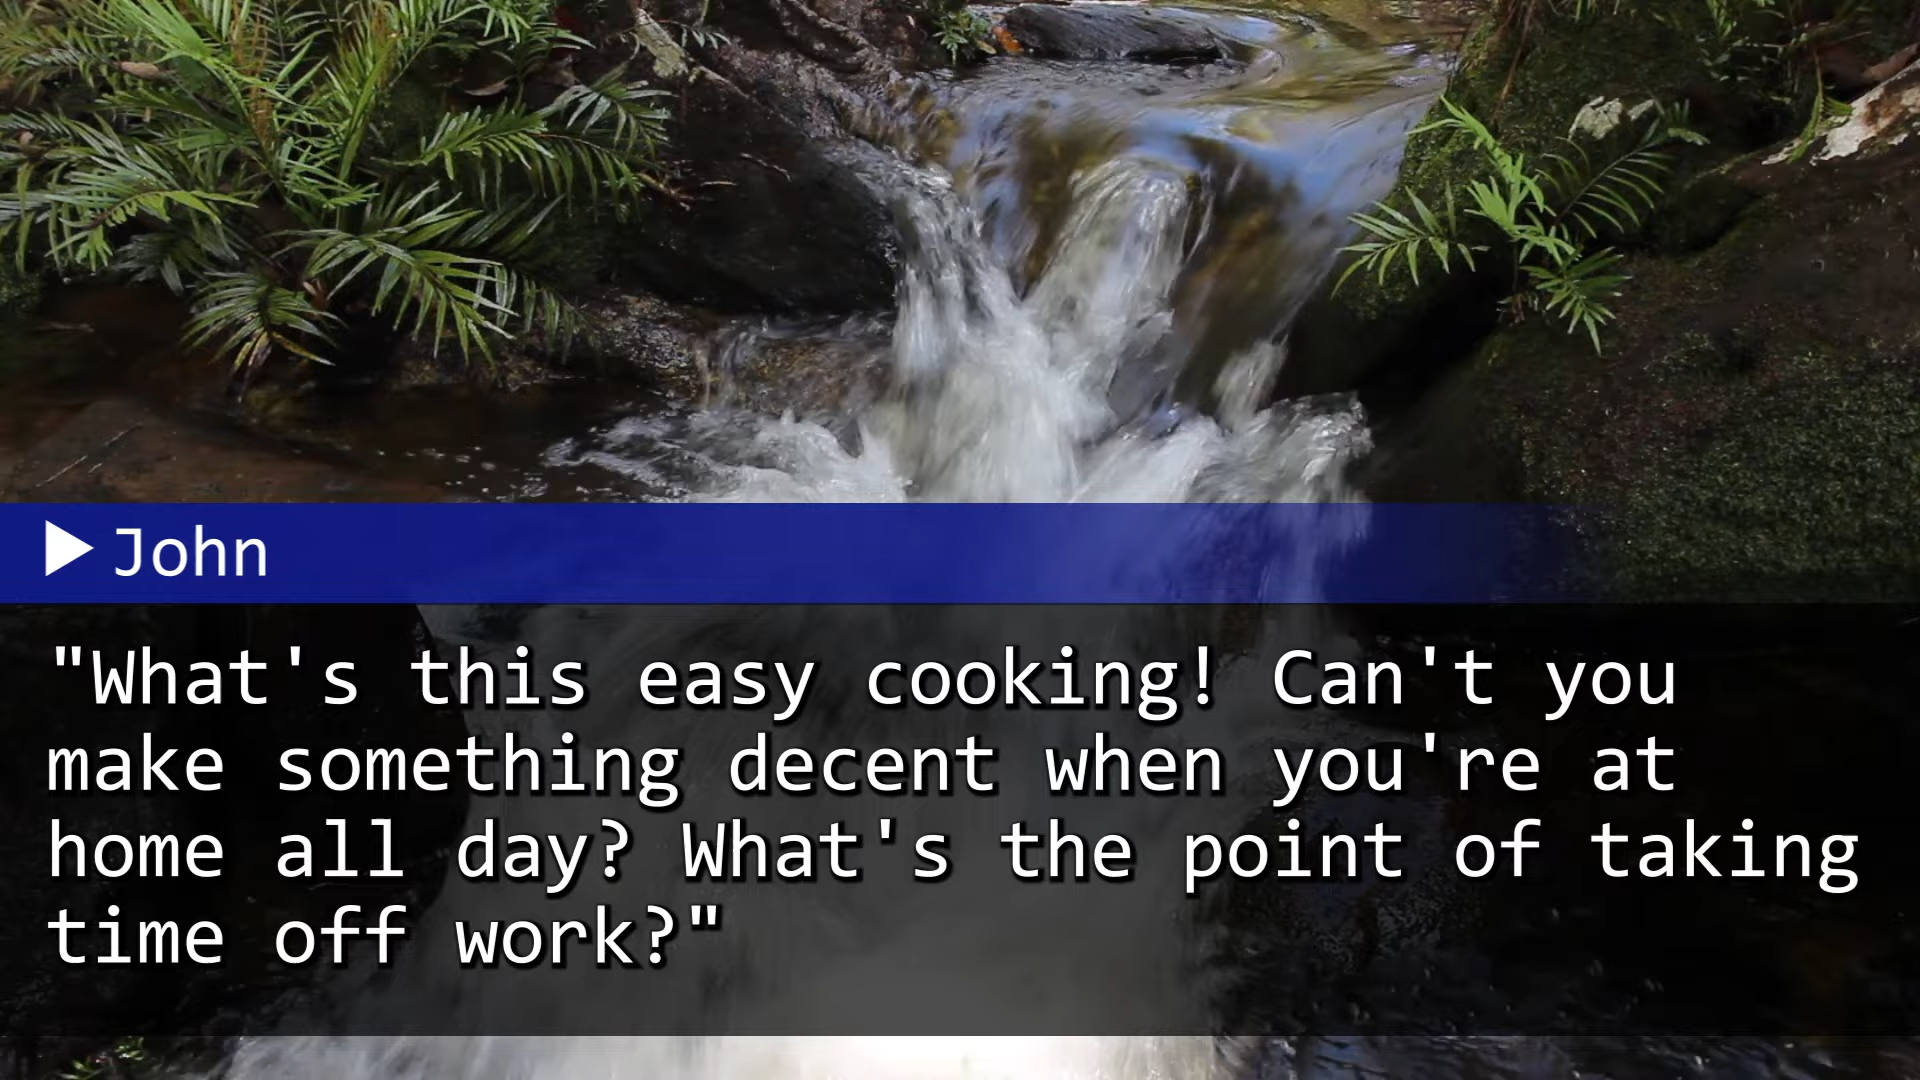 John
"What's this easy cooking! Can't you
make something decent when you're at
home all day? What's the point of taking
time off work?"